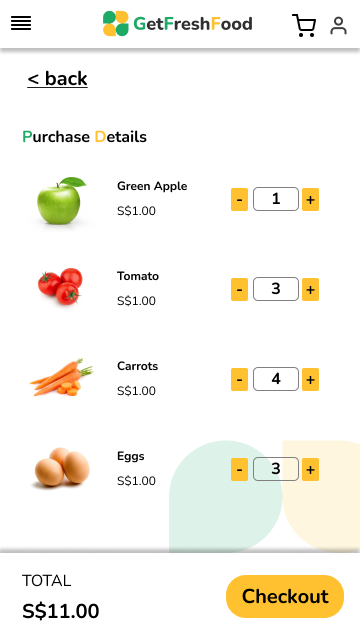 GetFreshFood
< back
Purchase Details
Green Apple
S$1.00
- 1 +
Tomato
S$1.00
- 3 +
Carrots
S$1.00
- 4 +
Eggs
S$1.00
- 3 +
TOTAL
S$11.00
Checkout